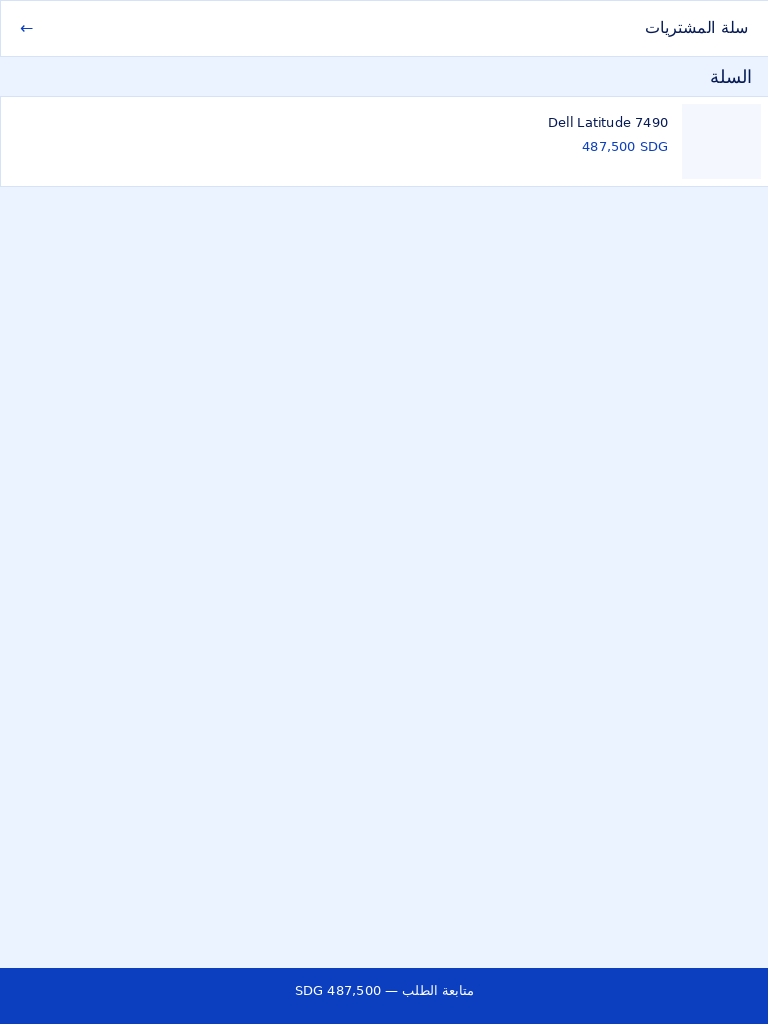 سلة المشتريات ←
السلة
Dell Latitude 7490
487,500 SDG
متابعة الطلب — 487,500 SDG